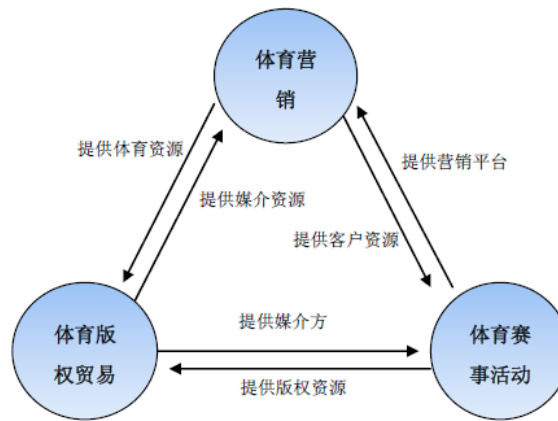 体育营
销
提供体育资源
提供营销平台
提供媒介资源
提供客户资源
体育版
权贸易
提供媒介方
体育赛
事活动
提供版权资源